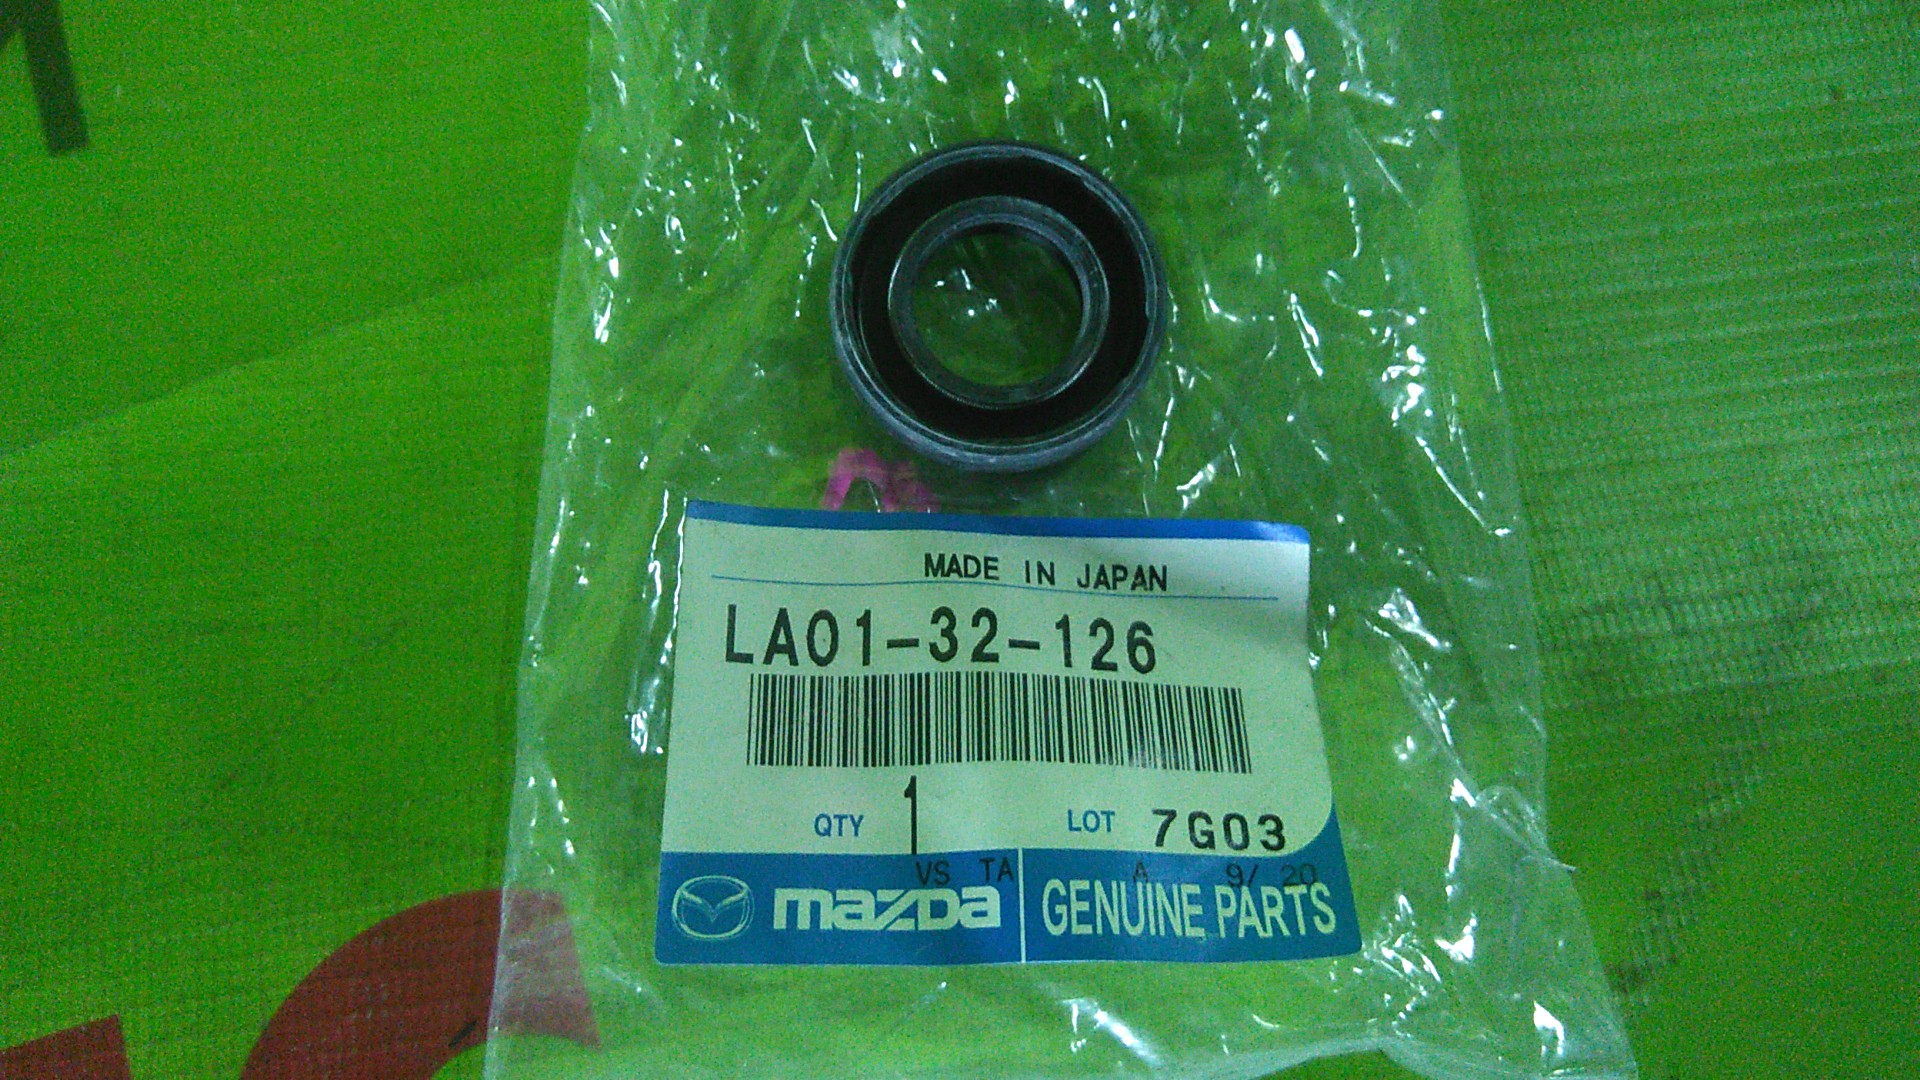 MADE IN JAPAN
LA01-32-126
QTY 1 LOT 7G03
VS TA A 9/ 20
mazDa GENUINE PARTS